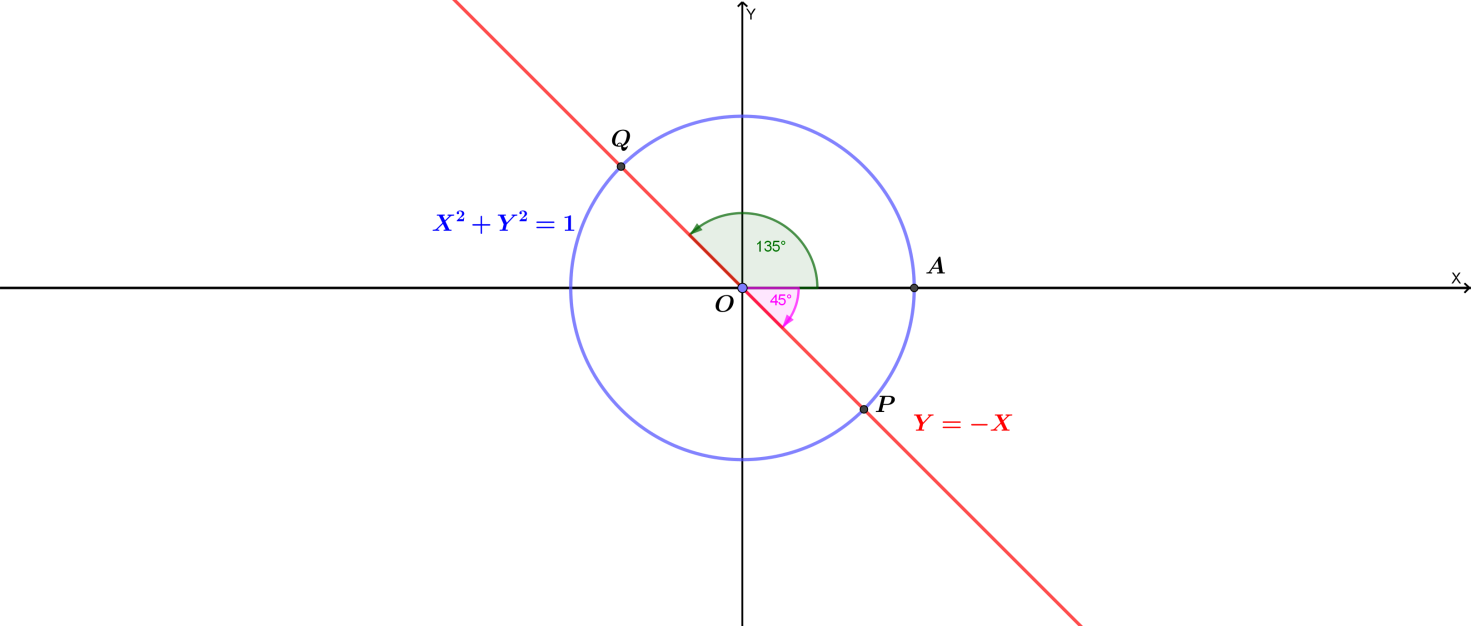 Y
Q
X² + Y² = 1
135°
A
X
45°
O
P
Y = −X